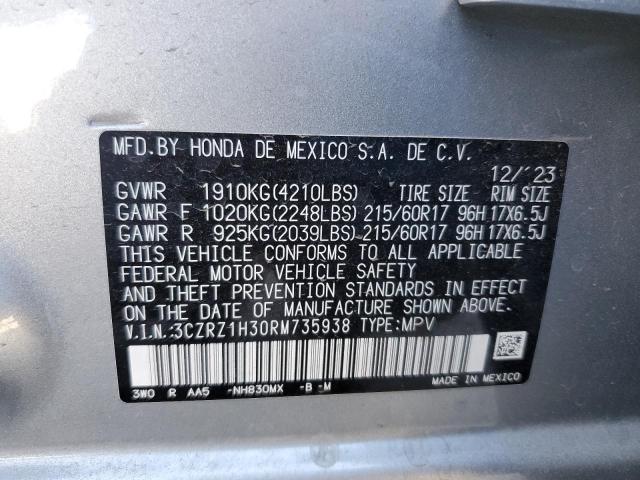 MFD.BY HONDA DE MEXICO S.A. DE C.V.
12/'23
GVWR 1910KG(4210LBS) TIRE SIZE RIM SIZE
GAWR F 1020KG(2248LBS) 215/60R17 96H 17X6.5J
GAWR R 925KG(2039LBS) 215/60R17 96H 17X6.5J
THIS VEHICLE CONFORMS TO ALL APPLICABLE
FEDERAL MOTOR VEHICLE SAFETY
AND THEFT PREVENTION STANDARDS IN EFFECT
ON THE DATE OF MANUFACTURE SHOWN ABOVE.
V.I.N.:3CZRZ1H30RM735938 TYPE:MPV
3W0 R AA5 -NH830MX -B -M
MADE IN MEXICO